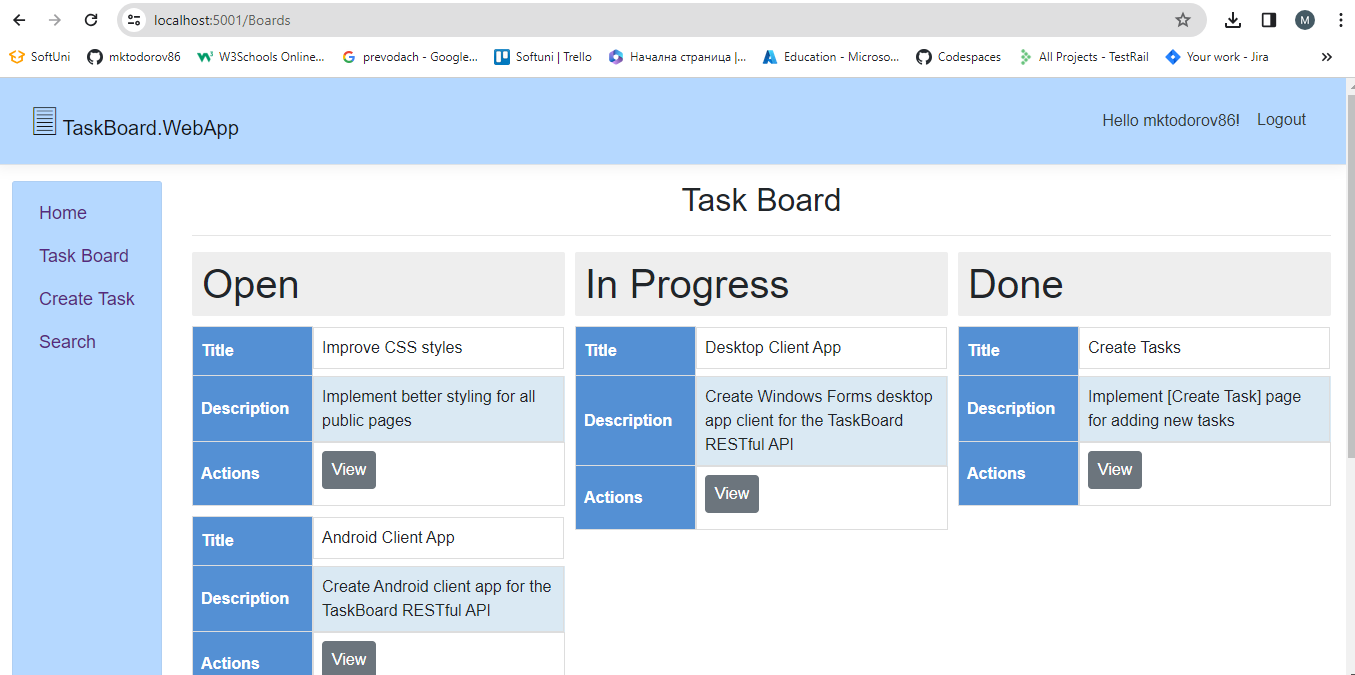 localhost:5001/Boards
M
SoftUni
mktodorov86
W3Schools Online...
prevodach - Google...
Softuni | Trello
Начална страница |...
Education - Microso...
Codespaces
All Projects - TestRail
Your work - Jira
TaskBoard.WebApp
Hello mktodorov86!
Logout
Home
Task Board
Create Task
Search
Task Board
Open
Title
Improve CSS styles
Description
Implement better styling for all
public pages
Actions
View
Title
Android Client App
Description
Create Android client app for the
TaskBoard RESTful API
Actions
View
In Progress
Title
Desktop Client App
Description
Create Windows Forms desktop
app client for the TaskBoard
RESTful API
Actions
View
Done
Title
Create Tasks
Description
Implement [Create Task] page
for adding new tasks
Actions
View